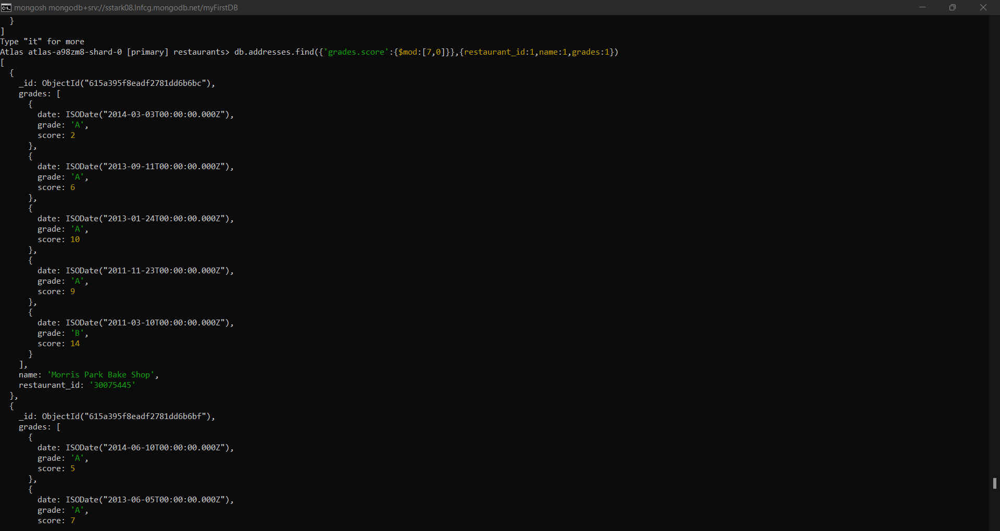 mongosh mongodb+srv://sstark08.lnfcg.mongodb.net/myFirstDB
  }
]
Type "it" for more
Atlas atlas-a98zm8-shard-0 [primary] restaurants> db.addresses.find({'grades.score':{$mod:[7,0]}},{restaurant_id:1,name:1,grades:1})
[
  {
    _id: ObjectId("615a395f8eadf2781dd6b6bc"),
    grades: [
      {
        date: ISODate("2014-03-03T00:00:00.000Z"),
        grade: 'A',
        score: 2
      },
      {
        date: ISODate("2013-09-11T00:00:00.000Z"),
        grade: 'A',
        score: 6
      },
      {
        date: ISODate("2013-01-24T00:00:00.000Z"),
        grade: 'A',
        score: 10
      },
      {
        date: ISODate("2011-11-23T00:00:00.000Z"),
        grade: 'A',
        score: 9
      },
      {
        date: ISODate("2011-03-10T00:00:00.000Z"),
        grade: 'B',
        score: 14
      }
    ],
    name: 'Morris Park Bake Shop',
    restaurant_id: '30075445'
  },
  {
    _id: ObjectId("615a395f8eadf2781dd6b6bf"),
    grades: [
      {
        date: ISODate("2014-06-10T00:00:00.000Z"),
        grade: 'A',
        score: 5
      },
      {
        date: ISODate("2013-06-05T00:00:00.000Z"),
        grade: 'A',
        score: 7